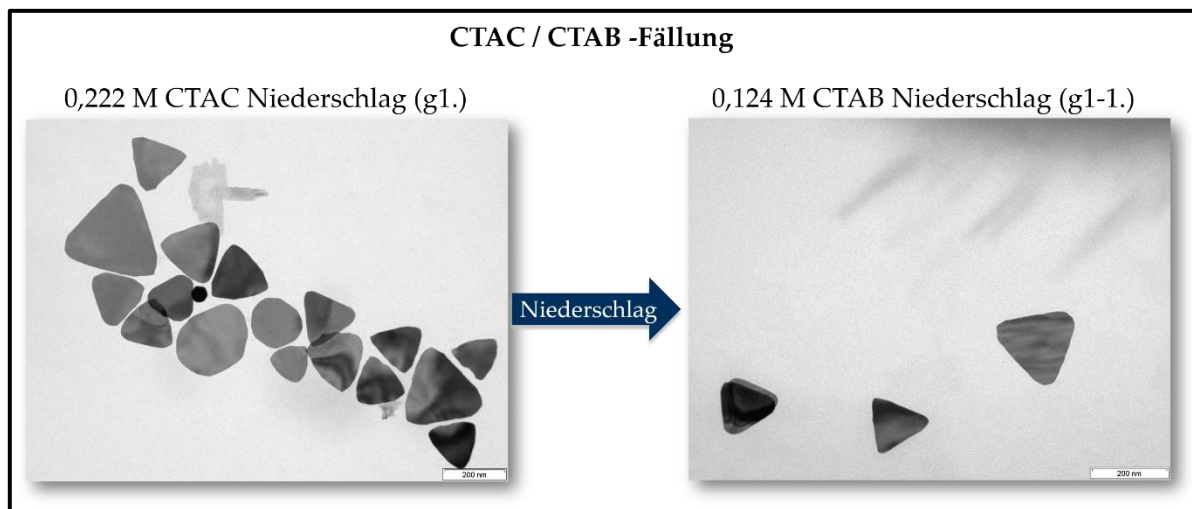 CTAC / CTAB -Fällung
0,222 M CTAC Niederschlag (g1.)
0,124 M CTAB Niederschlag (g1-1.)
Niederschlag
200 nm
200 nm